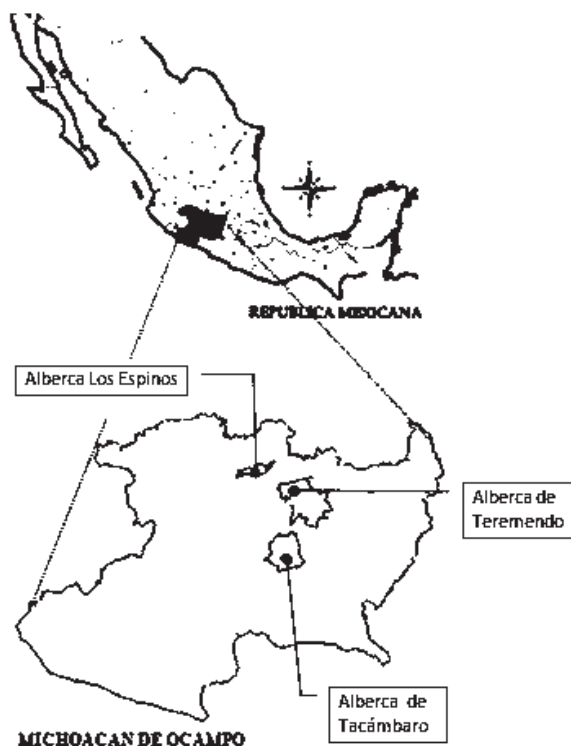 REPUBLICA MEXICANA
Alberca Los Espinos
Alberca de
Teremendo
Alberca de
Tacámbaro
MICHOACAN DE OCAMPO